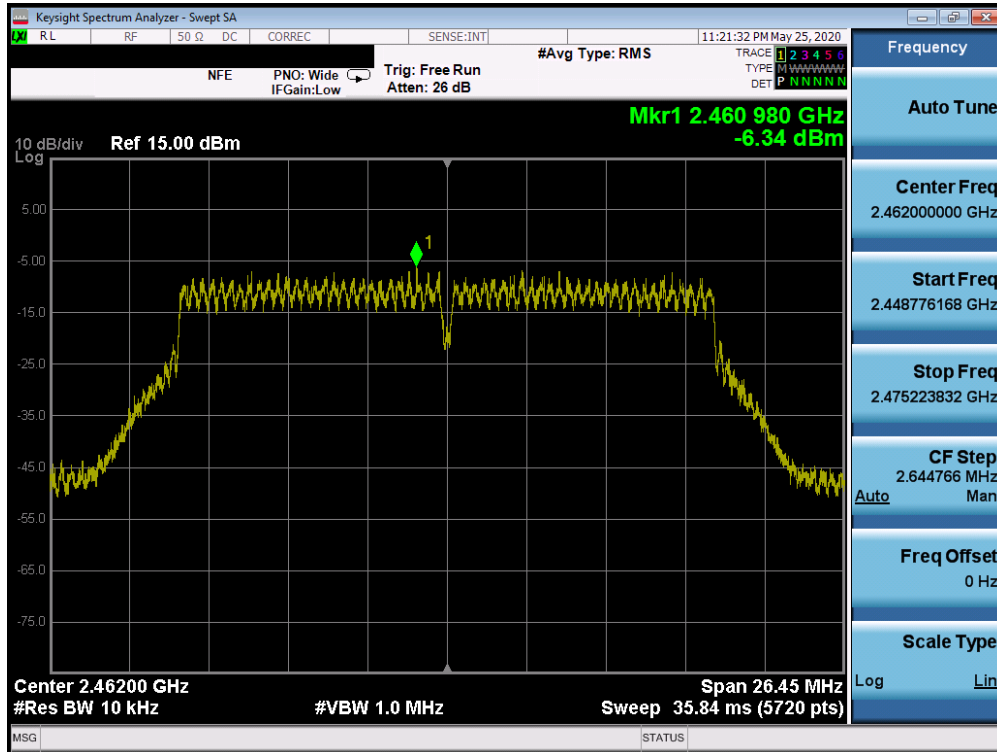 Keysight Spectrum Analyzer - Swept SA
LXI RL RF 50 Ω DC CORREC SENSE:INT 11:21:32 PM May 25, 2020
#Avg Type: RMS
TRACE 1 2 3 4 5 6
TYPE M WWWWW
DET P N N N N N
NFE
PNO: Wide
IFGain:Low
Trig: Free Run
Atten: 26 dB
Mkr1 2.460 980 GHz
-6.34 dBm
10 dB/div
Log
Ref 15.00 dBm
5.00
-5.00
-15.0
-25.0
-35.0
-45.0
-55.0
-65.0
-75.0
1
Center 2.46200 GHz
#Res BW 10 kHz
#VBW 1.0 MHz
Span 26.45 MHz
Sweep 35.84 ms (5720 pts)
MSG
STATUS
Frequency
Auto Tune
Center Freq
2.462000000 GHz
Start Freq
2.448776168 GHz
Stop Freq
2.475223832 GHz
CF Step
2.644766 MHz
Auto Man
Freq Offset
0 Hz
Scale Type
Log Lin